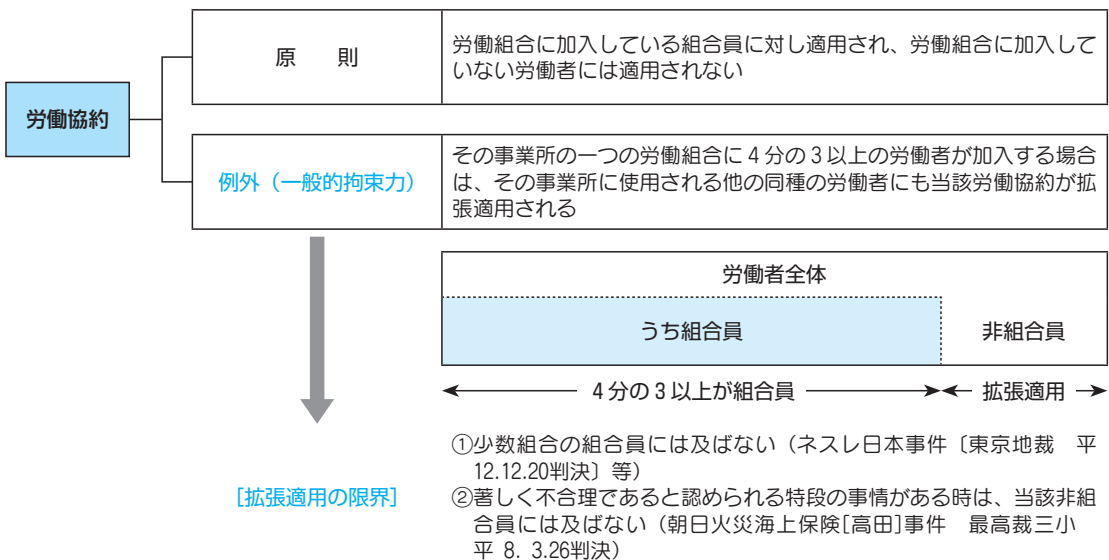 労働協約
原　則
労働組合に加入している組合員に対し適用され、労働組合に加入して
いない労働者には適用されない
例外（一般的拘束力）
その事業所の一つの労働組合に４分の３以上の労働者が加入する場合
は、その事業所に使用される他の同種の労働者にも当該労働協約が拡
張適用される
労働者全体
うち組合員
非組合員
４分の３以上が組合員
拡張適用
[拡張適用の限界]
①少数組合の組合員には及ばない（ネスレ日本事件〔東京地裁　平
12.12.20判決〕等）
②著しく不合理であると認められる特段の事情がある時は、当該非組
合員には及ばない（朝日火災海上保険[高田]事件　最高裁三小
平 8. 3.26判決）